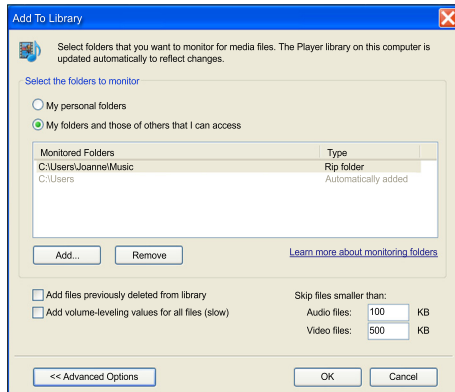 Add To Library
Select folders that you want to monitor for media files. The Player library on this computer is
updated automatically to reflect changes.
Select the folders to monitor
My personal folders
My folders and those of others that I can access
Monitored Folders Type
C:\Users\Joanne\Music Rip folder
C:\Users Automatically added
Add... Remove Learn more about monitoring folders
Add files previously deleted from library Skip files smaller than:
Add volume-leveling values for all files (slow) Audio files: 100 KB
Video files: 500 KB
<< Advanced Options OK Cancel